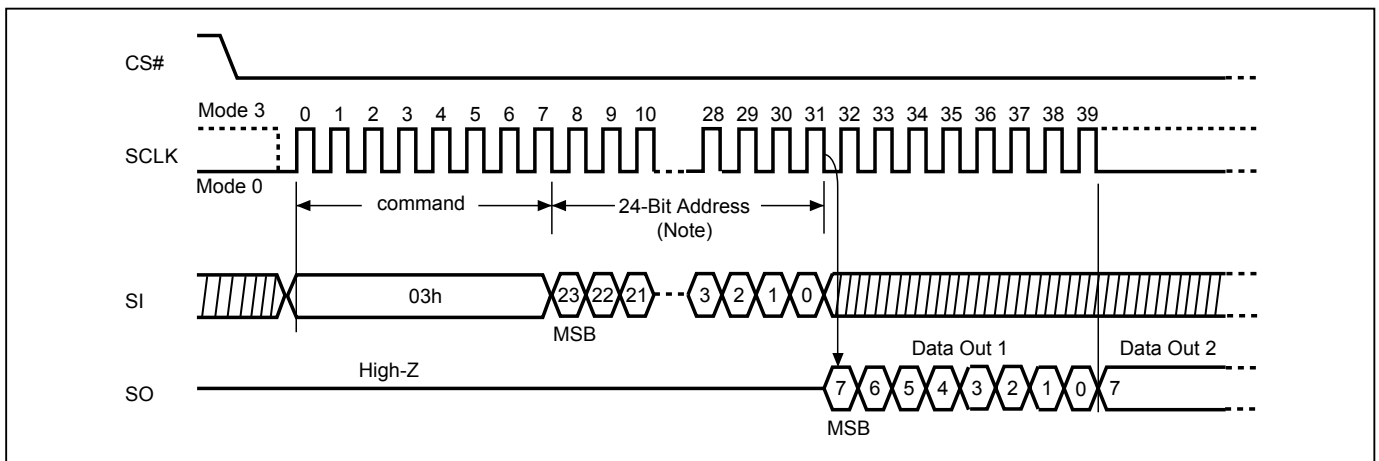 CS#
Mode 3
0 1 2 3 4 5 6 7 8 9 10 28 29 30 31 32 33 34 35 36 37 38 39
SCLK
Mode 0
command
24-Bit Address
(Note)
SI
03h
23 22 21 3 2 1 0
MSB
Data Out 1
Data Out 2
High-Z
SO
7 6 5 4 3 2 1 0 7
MSB